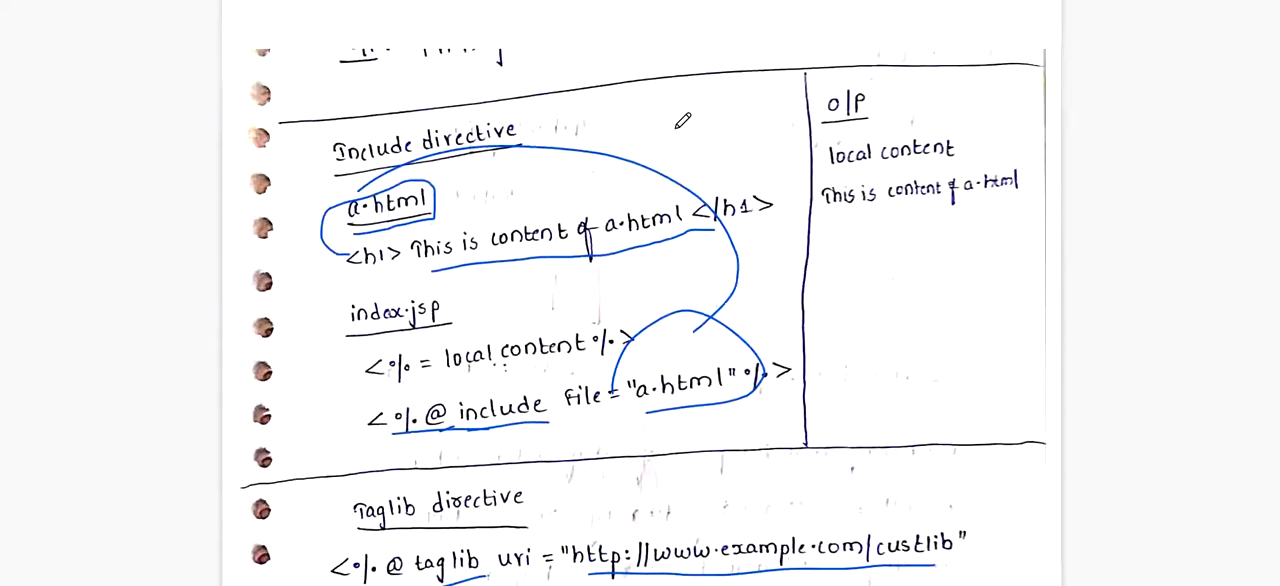 Include directive
a.html
<h1> This is content of a.html </h1>
index.jsp
<%= local content %>
<%@ include file="a.html" %>
O/P
local content
This is content of a.html
Taglib directive
<%@ taglib uri = "http://www.example.com/custlib"